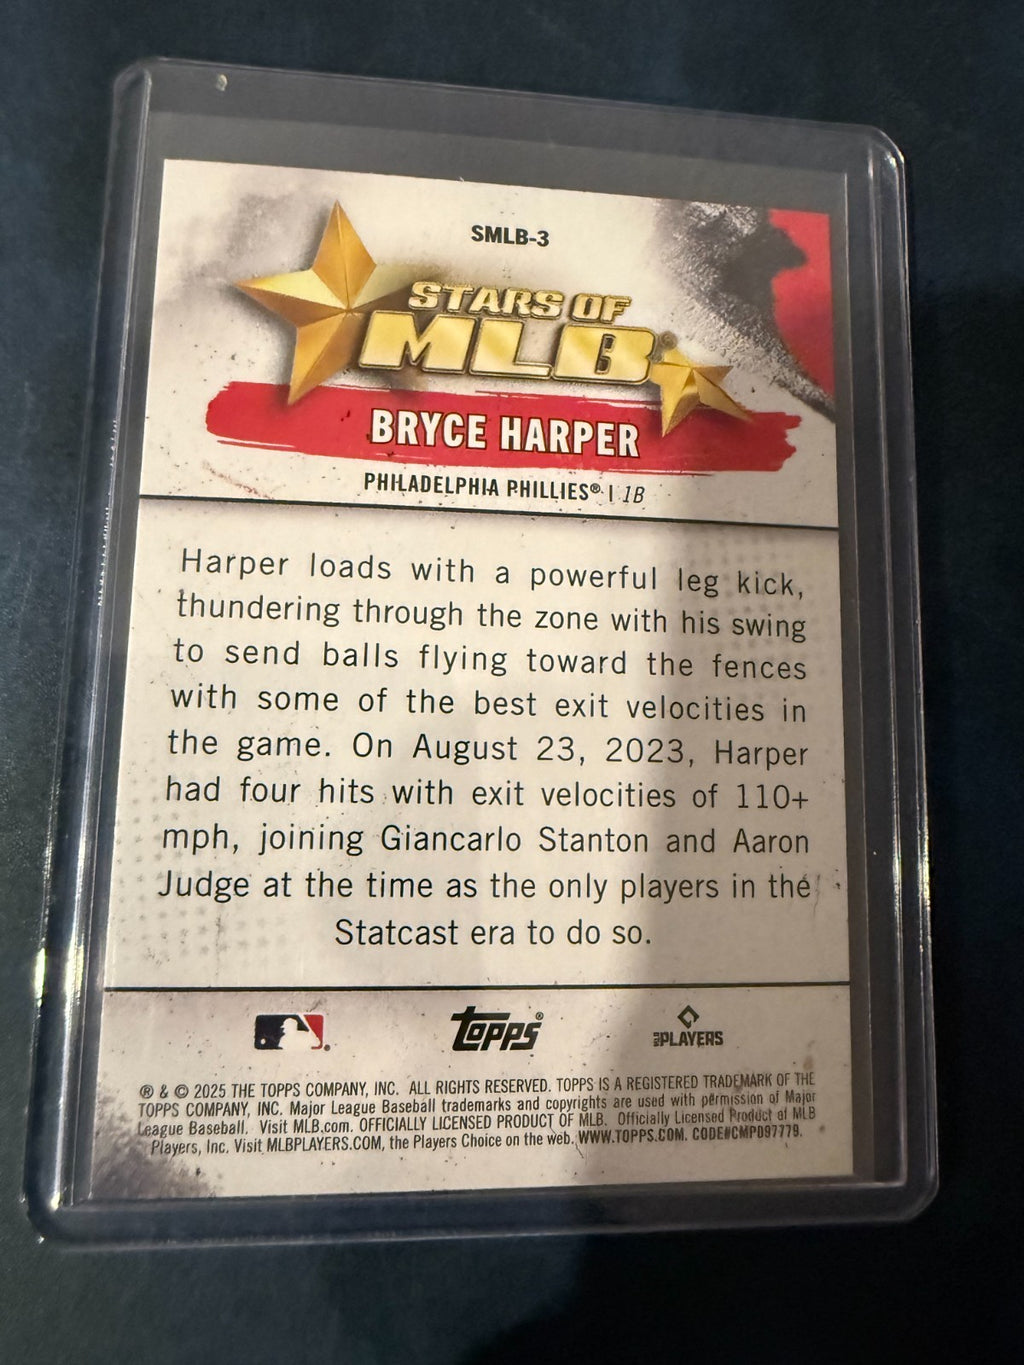 SMLB-3
STARS OF
MLB®
BRYCE HARPER
PHILADELPHIA PHILLIES® | 1B
Harper loads with a powerful leg kick,
thundering through the zone with his swing
to send balls flying toward the fences
with some of the best exit velocities in
the game. On August 23, 2023, Harper
had four hits with exit velocities of 110+
mph, joining Giancarlo Stanton and Aaron
Judge at the time as the only players in the
Statcast era to do so.
TOPPS®
PLAYERS
® & © 2025 THE TOPPS COMPANY, INC. ALL RIGHTS RESERVED. TOPPS IS A REGISTERED TRADEMARK OF THE
TOPPS COMPANY, INC. Major League Baseball trademarks and copyrights are used with permission of Major
League Baseball. Visit MLB.com. OFFICIALLY LICENSED PRODUCT OF MLB. Officially Licensed Product of MLB
Players, Inc. Visit MLBPLAYERS.COM, the Players Choice on the web. WWW.TOPPS.COM. CODE#CMPD97779.